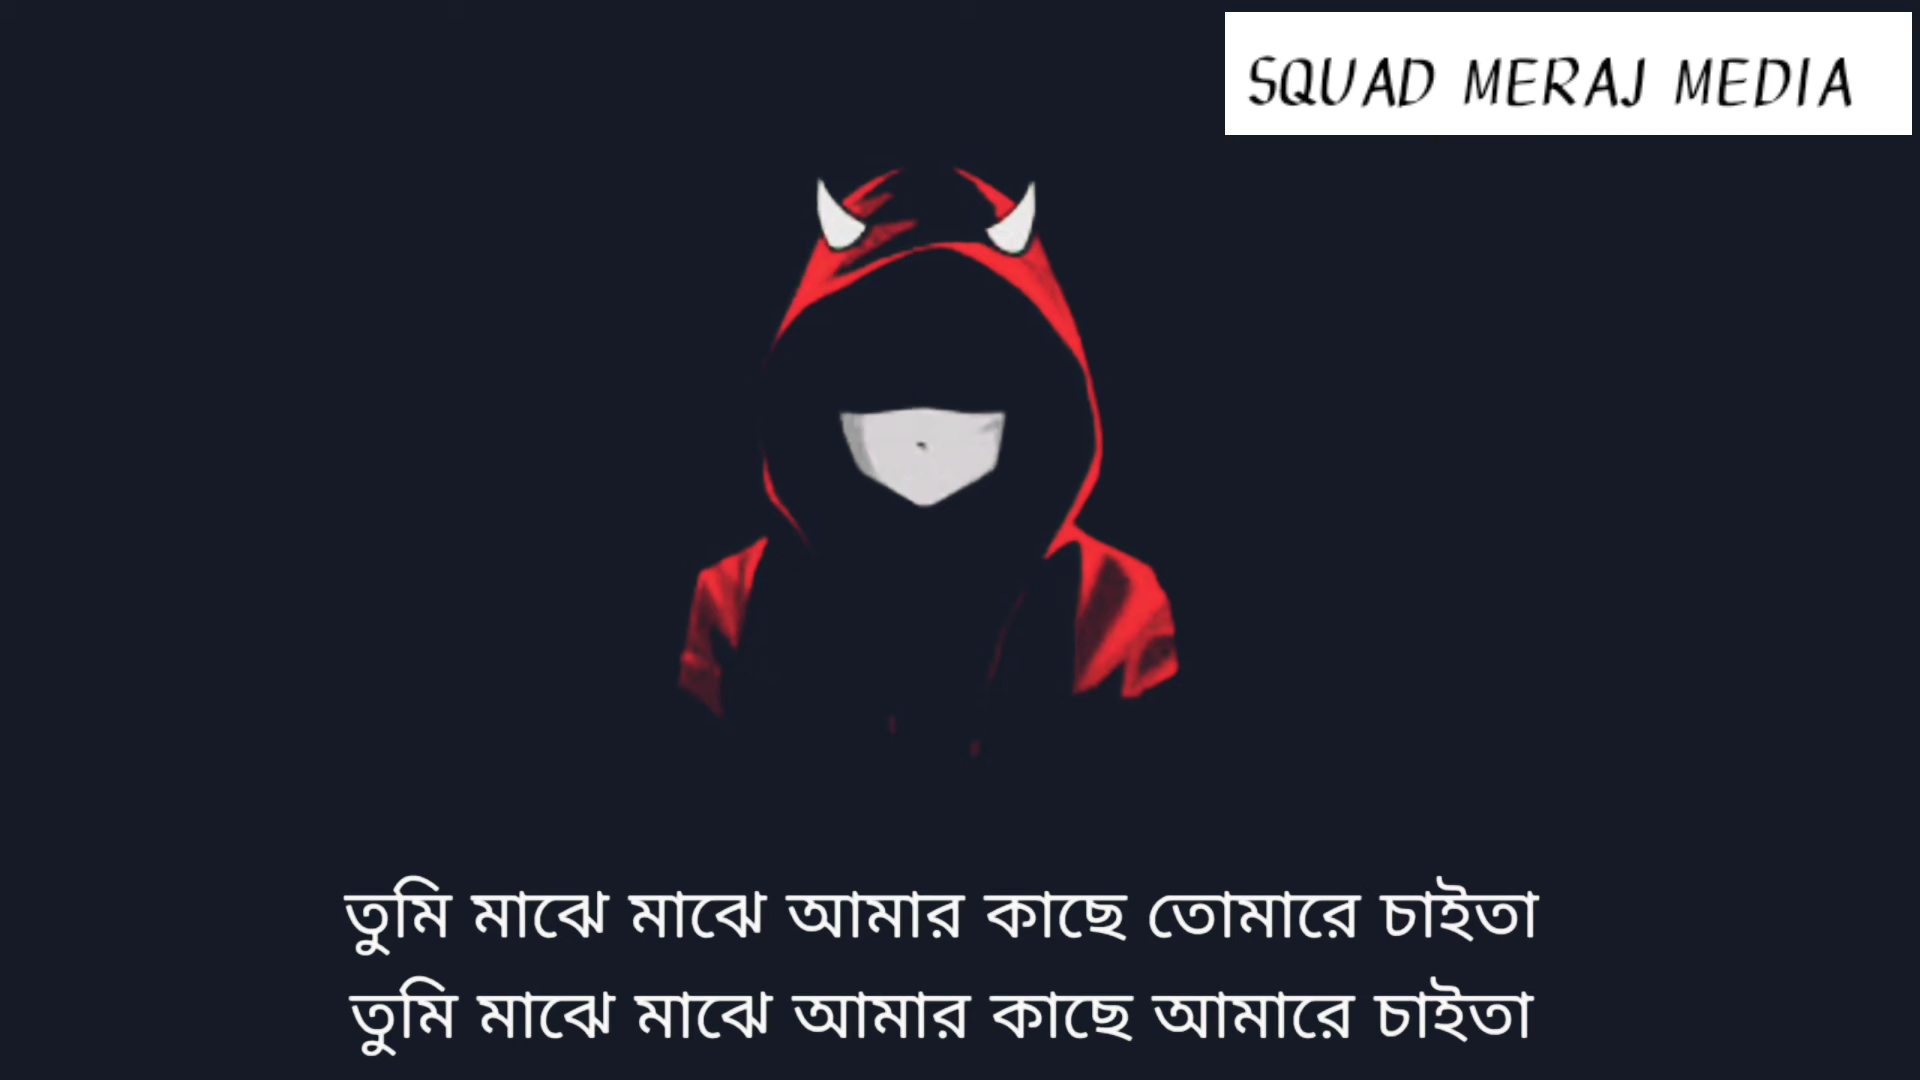 SQUAD MERAJ MEDIA
তুমি মাঝে মাঝে আমার কাছে তোমারে চাইতা
তুমি মাঝে মাঝে আমার কাছে আমারে চাইতা